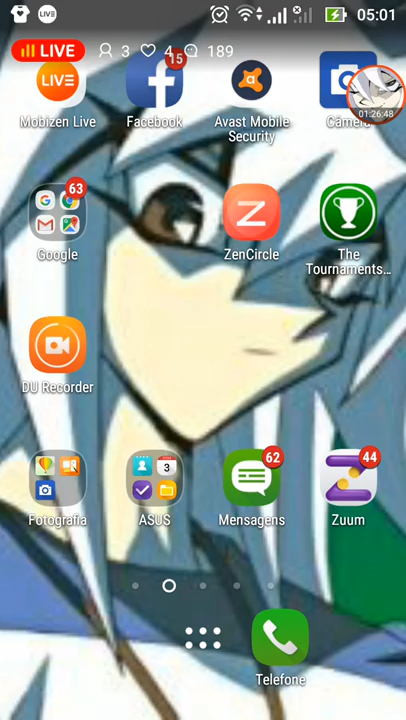 LIVE
05:01
LIVE 3 4 189
LIVE
15
Mobizen Live
Facebook
Avast Mobile
Security
Camera
01:26:48
63
Google
ZenCircle
The
Tournaments...
DU Recorder
3
62
44
Fotografia
ASUS
Mensagens
Zuum
Telefone